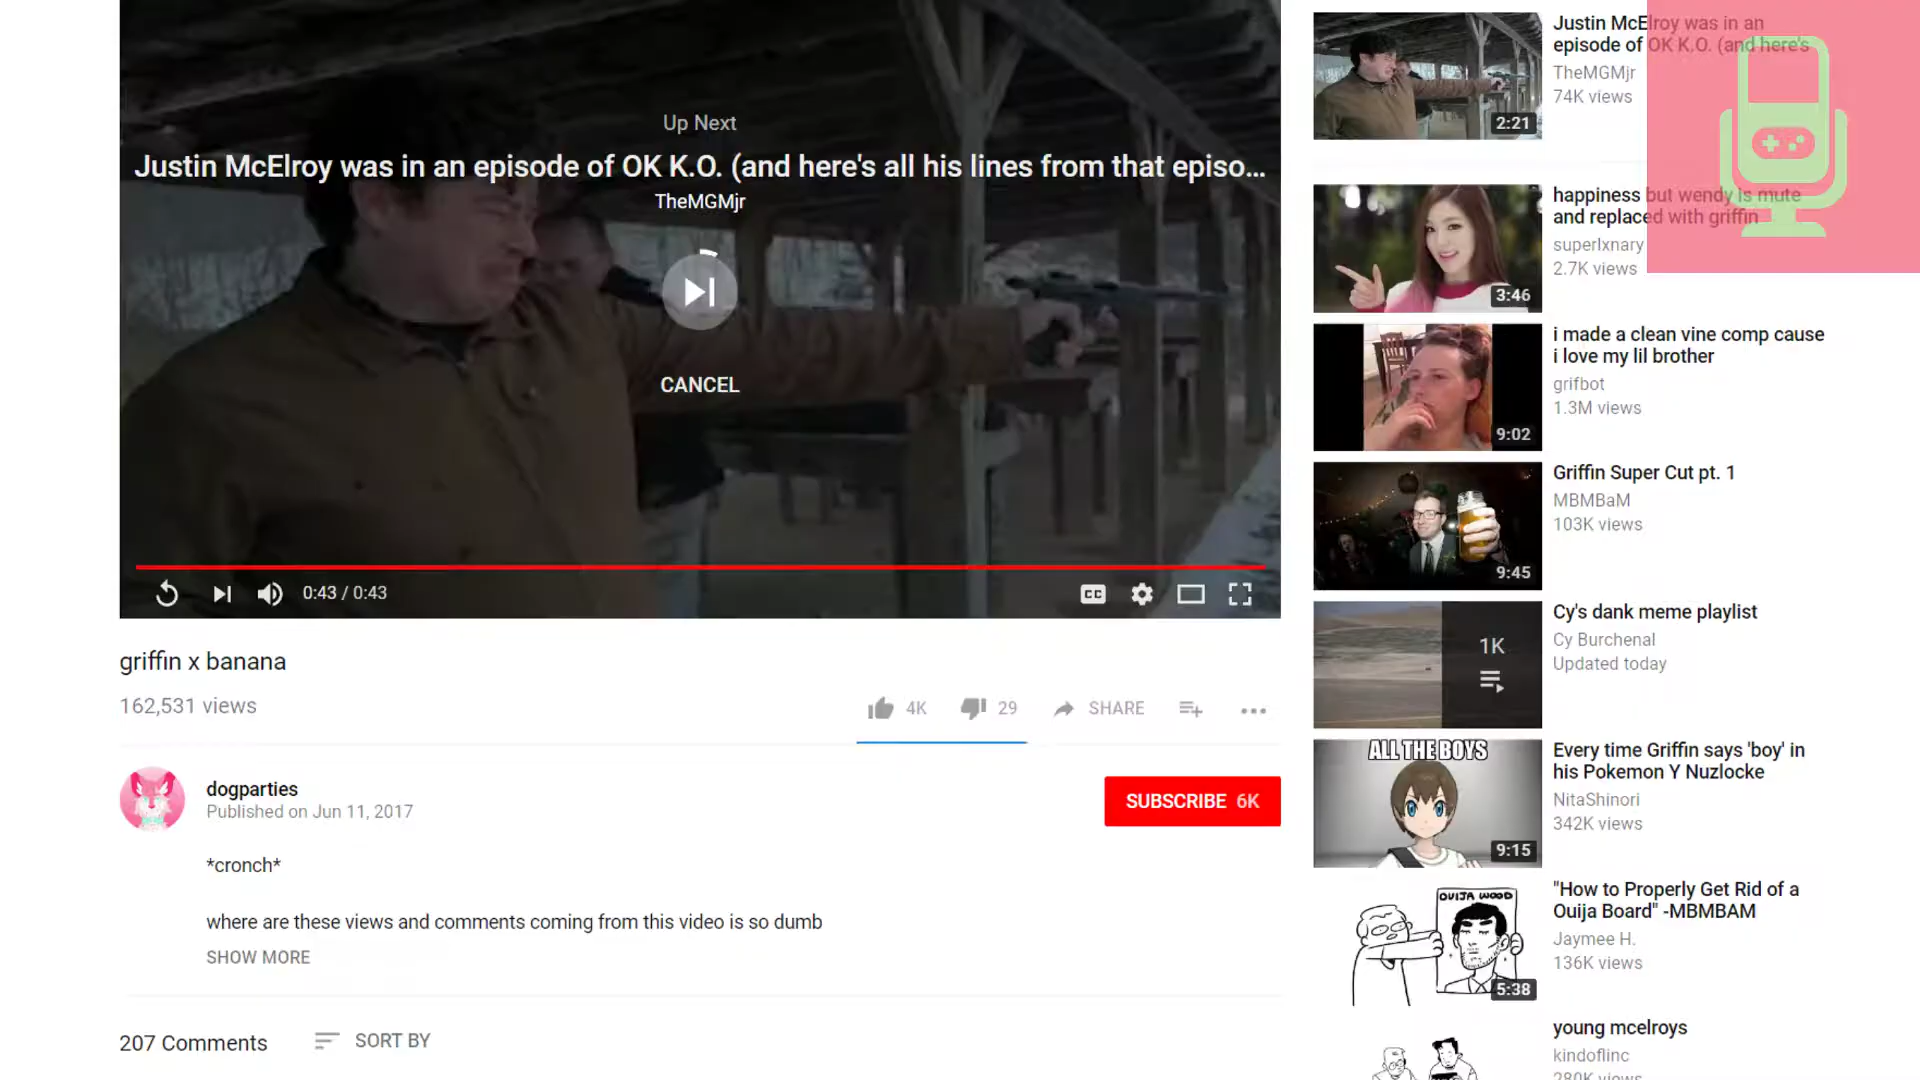 Up Next
Justin McElroy was in an episode of OK K.O. (and here's all his lines from that episo...
TheMGMjr
CANCEL
0:43 / 0:43
CC
griffin x banana
162,531 views
4K
29
SHARE
dogparties
Published on Jun 11, 2017
SUBSCRIBE 6K
*cronch*
where are these views and comments coming from this video is so dumb
SHOW MORE
207 Comments
SORT BY
Justin McElroy was in an
episode of OK K.O. (and here's
TheMGMjr
74K views
2:21
happiness but wendy is mute
and replaced with griffin
superlxnary
2.7K views
3:46
i made a clean vine comp cause
i love my lil brother
grifbot
1.3M views
9:02
Griffin Super Cut pt. 1
MBMBaM
103K views
9:45
Cy's dank meme playlist
Cy Burchenal
Updated today
1K
ALL THE BOYS
Every time Griffin says 'boy' in
his Pokemon Y Nuzlocke
NitaShinori
342K views
9:15
OUIJA WOOD
"How to Properly Get Rid of a
Ouija Board" -MBMBAM
Jaymee H.
136K views
5:38
young mcelroys
kindoflinc
280K views